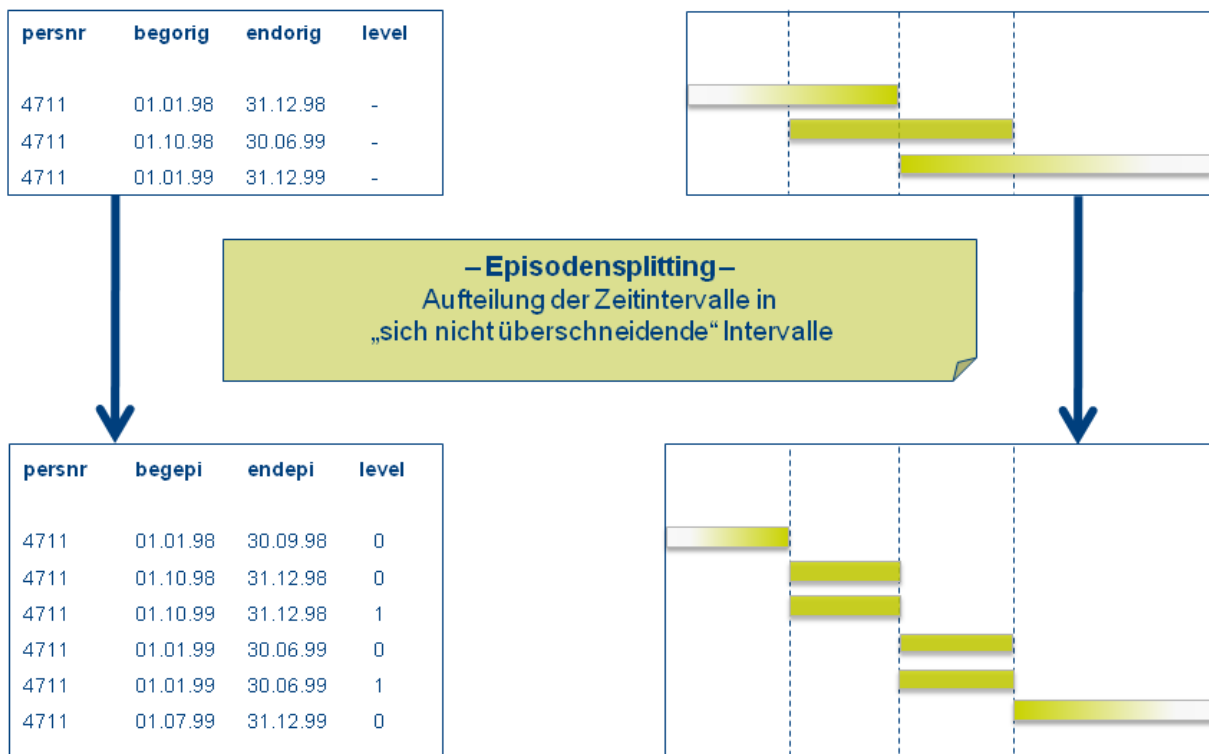 persnr begorig endorig level
4711 01.01.98 31.12.98 -
4711 01.10.98 30.06.99 -
4711 01.01.99 31.12.99 -
–Episodensplitting–
Aufteilung der Zeitintervalle in
„sich nicht überschneidende“ Intervalle
persnr begepi endepi level
4711 01.01.98 30.09.98 0
4711 01.10.98 31.12.98 0
4711 01.10.99 31.12.98 1
4711 01.01.99 30.06.99 0
4711 01.01.99 30.06.99 1
4711 01.07.99 31.12.99 0